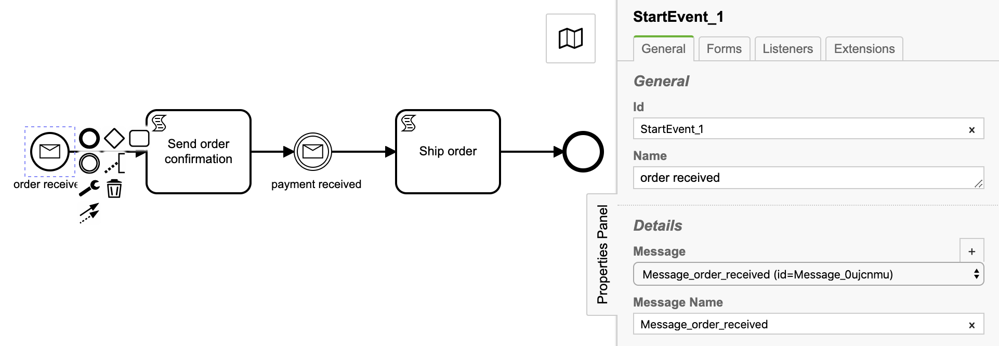 order receive
Send order
confirmation
payment received
Ship order
Properties Panel
StartEvent_1
General
Forms
Listeners
Extensions
General
Id
StartEvent_1
x
Name
order received
Details
Message
+
Message_order_received (id=Message_0ujcnmu)
Message Name
Message_order_received
x